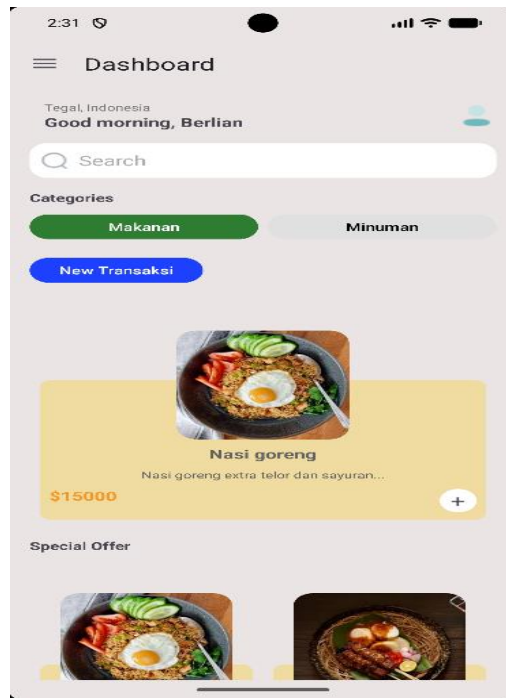 2:31
Dashboard
Tegal, Indonesia
Good morning, Berlian
Search
Categories
Makanan
Minuman
New Transaksi
Nasi goreng
Nasi goreng extra telor dan sayuran...
$15000
+
Special Offer